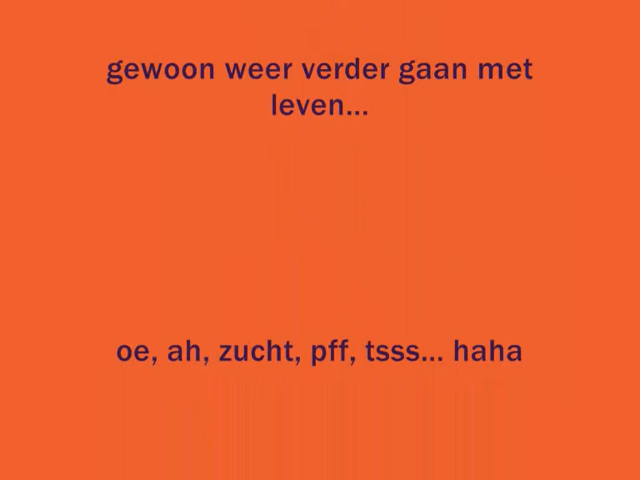 gewoon weer verder gaan met
leven...
oe, ah, zucht, pff, tsss... haha